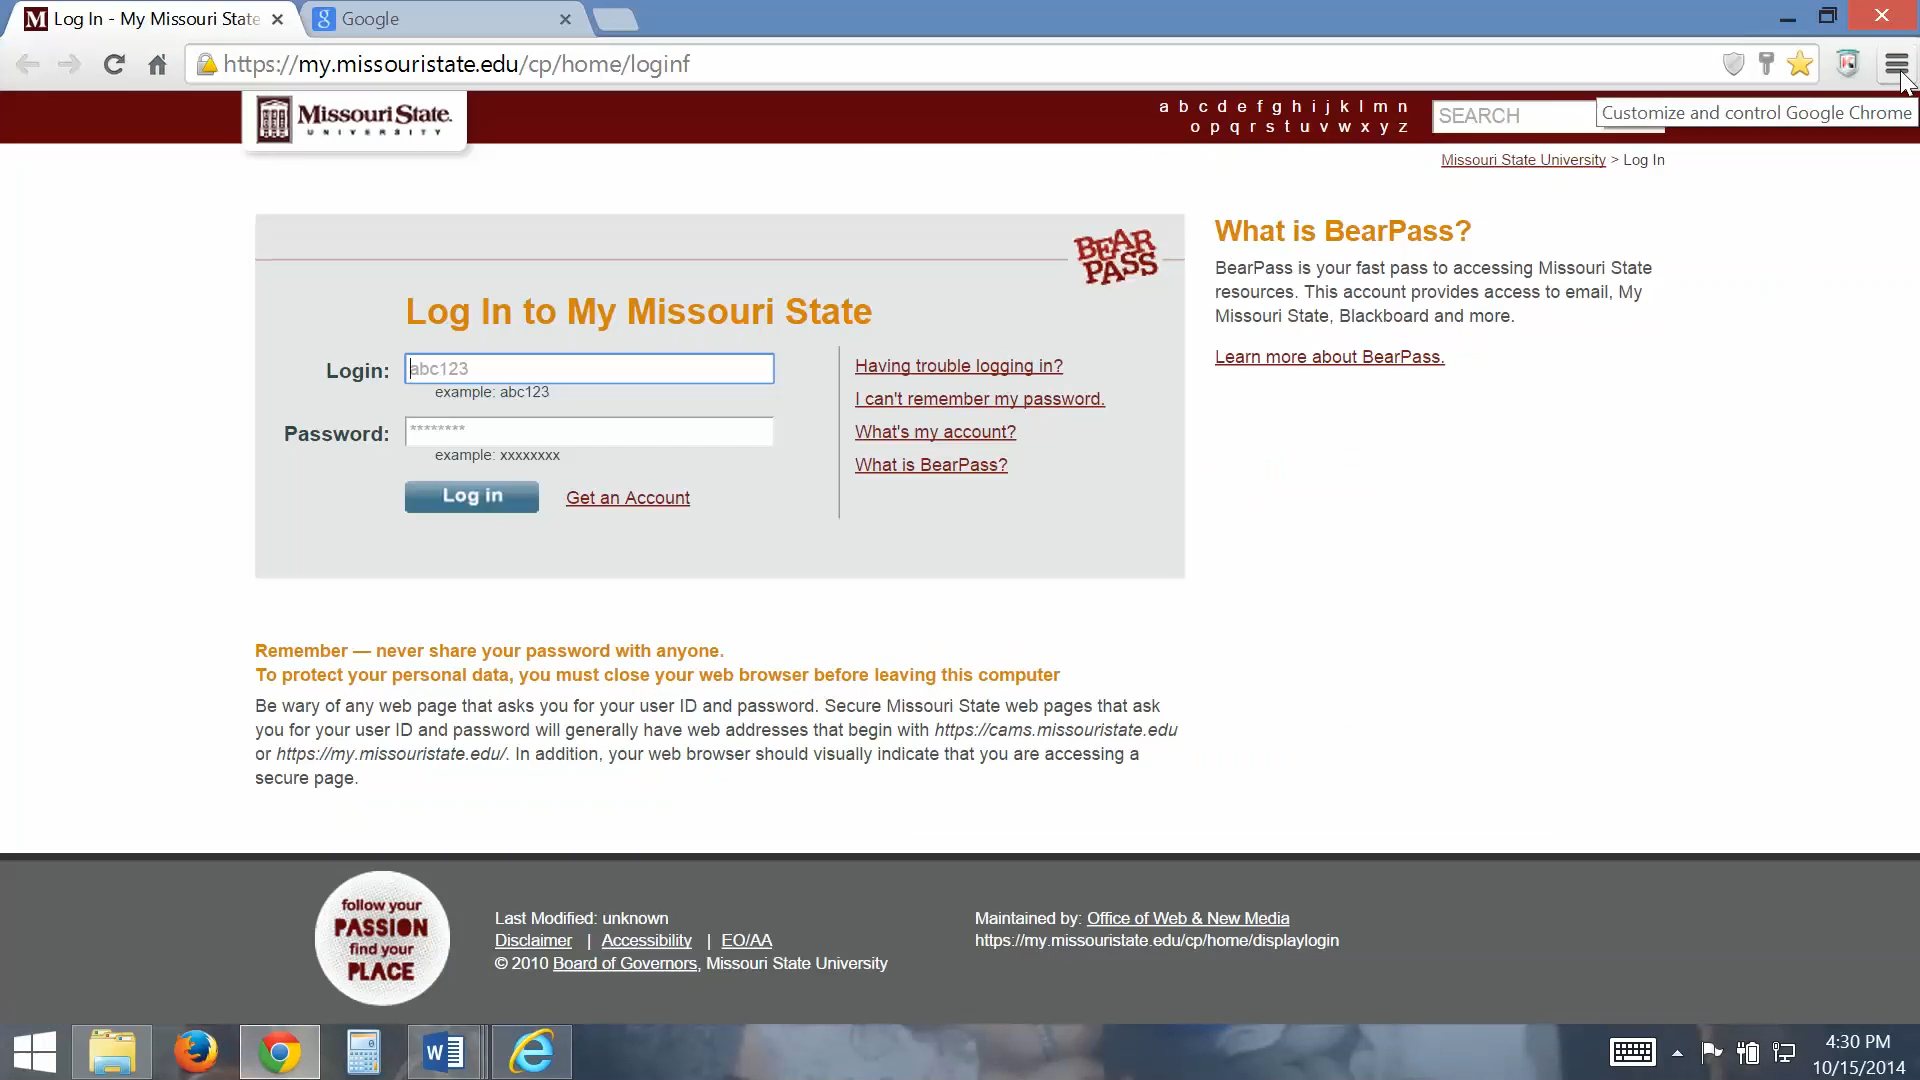 Log In - My Missouri State
Google
https://my.missouristate.edu/cp/home/loginf
Missouri State.
UNIVERSITY
a b c d e f g h i j k l m n
o p q r s t u v w x y z
SEARCH
Customize and control Google Chrome
Missouri State University > Log In
BEAR
PASS
Log In to My Missouri State
Login:
abc123
example: abc123
Password:
********
example: xxxxxxxx
Log in
Get an Account
Having trouble logging in?
I can't remember my password.
What's my account?
What is BearPass?
What is BearPass?
BearPass is your fast pass to accessing Missouri State
resources. This account provides access to email, My
Missouri State, Blackboard and more.
Learn more about BearPass.
Remember — never share your password with anyone.
To protect your personal data, you must close your web browser before leaving this computer
Be wary of any web page that asks you for your user ID and password. Secure Missouri State web pages that ask
you for your user ID and password will generally have web addresses that begin with https://cams.missouristate.edu
or https://my.missouristate.edu/. In addition, your web browser should visually indicate that you are accessing a
secure page.
follow your
PASSION
find your
PLACE
Last Modified: unknown
Disclaimer | Accessibility | EO/AA
© 2010 Board of Governors, Missouri State University
Maintained by: Office of Web & New Media
https://my.missouristate.edu/cp/home/displaylogin
4:30 PM
10/15/2014